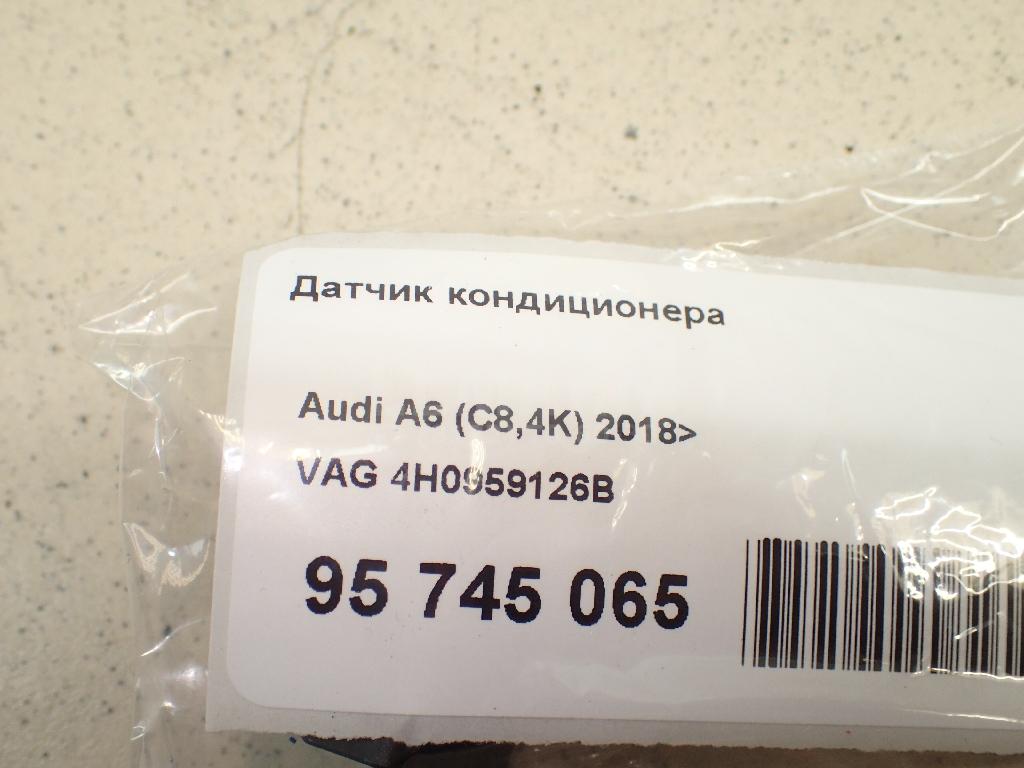 Датчик кондиционера
Audi A6 (C8,4K) 2018>
VAG 4H0959126B
95 745 065